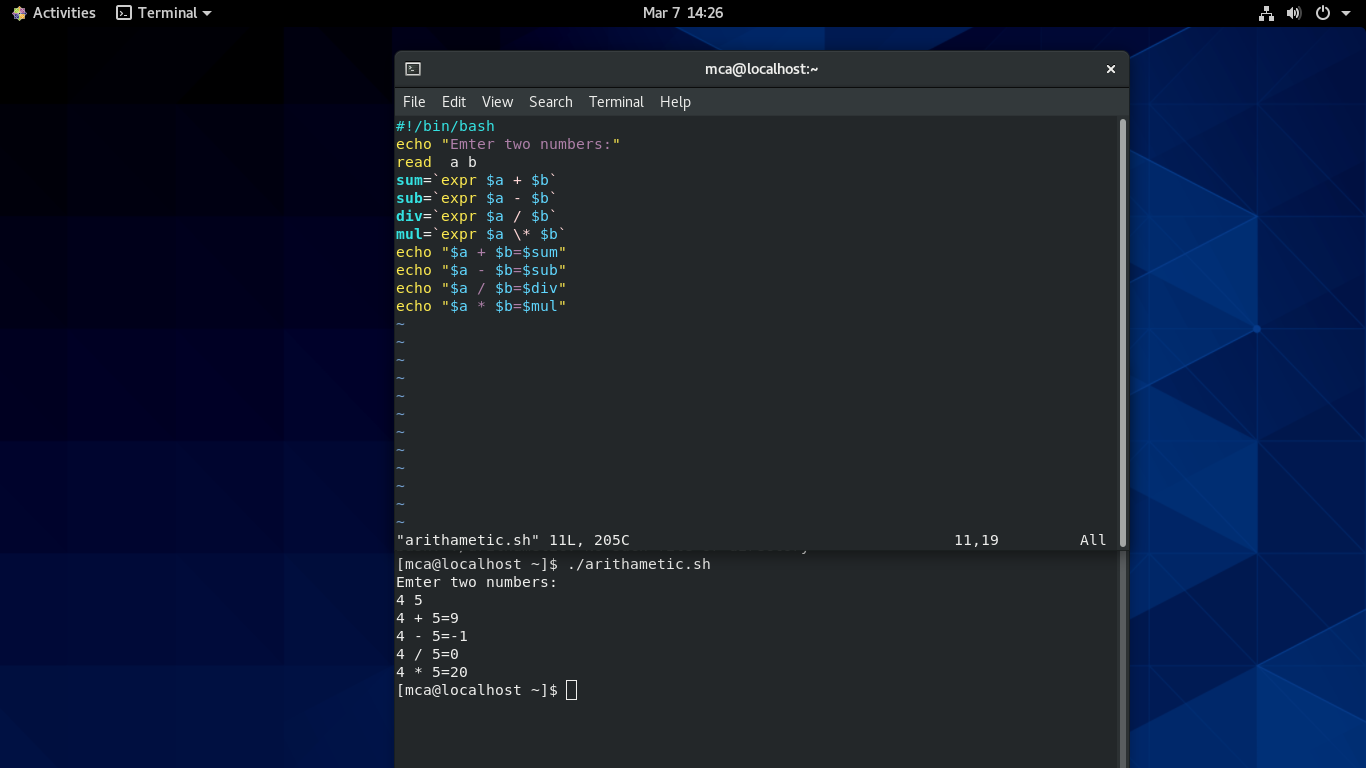 Activities Terminal Mar 7 14:26
mca@localhost:~
File Edit View Search Terminal Help
#!/bin/bash
echo "Emter two numbers:"
read  a b
sum=`expr $a + $b`
sub=`expr $a - $b`
div=`expr $a / $b`
mul=`expr $a \* $b`
echo "$a + $b=$sum"
echo "$a - $b=$sub"
echo "$a / $b=$div"
echo "$a * $b=$mul"
~
~
~
~
~
~
~
~
~
~
~
~
"arithametic.sh" 11L, 205C 11,19 All
[mca@localhost ~]$ ./arithametic.sh
Emter two numbers:
4 5
4 + 5=9
4 - 5=-1
4 / 5=0
4 * 5=20
[mca@localhost ~]$